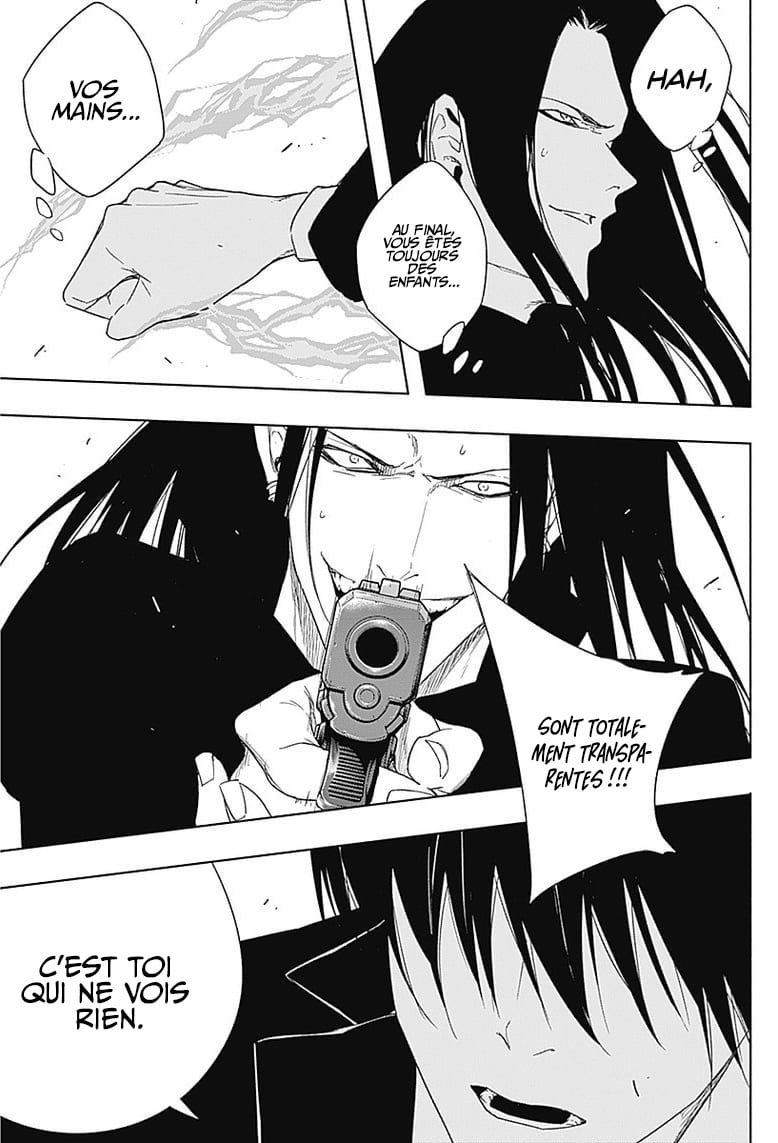 HAH,
AU FINAL,
VOUS ÊTES
TOUJOURS
DES
ENFANTS...
VOS
MAINS...
SONT TOTALE-
MENT TRANSPA-
RENTES !!!
C'EST TOI
QUI NE VOIS
RIEN.